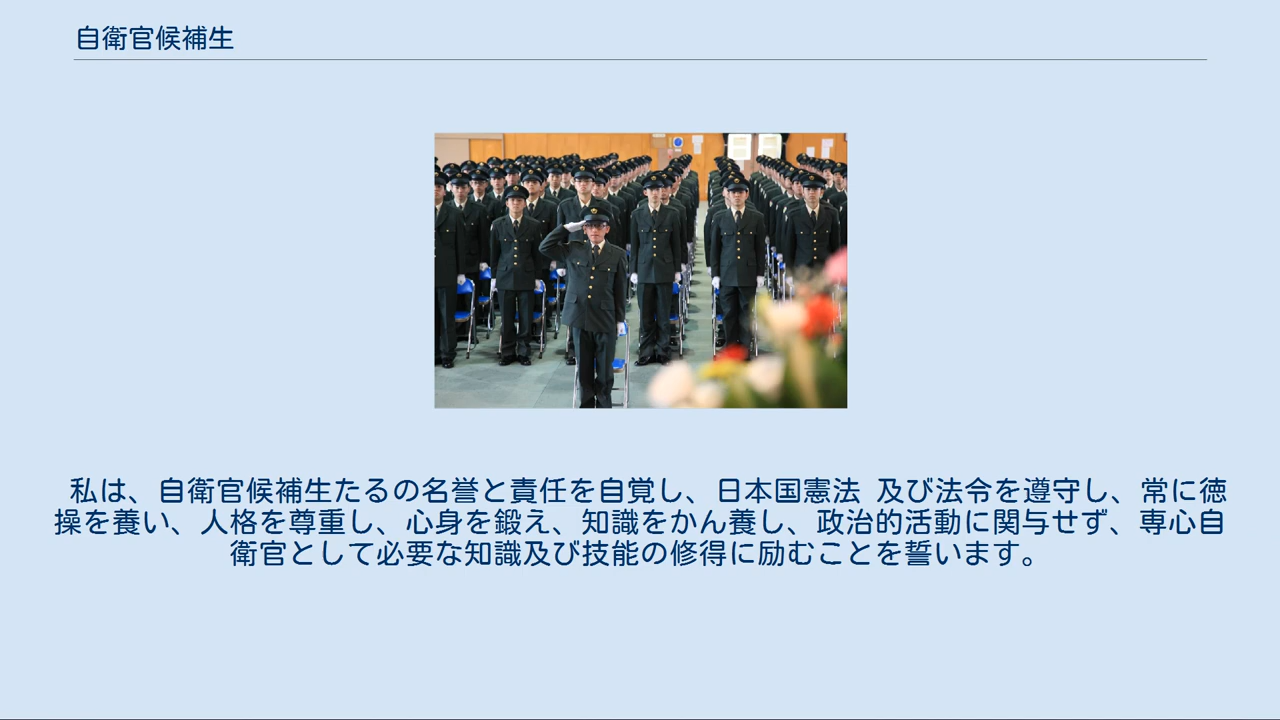 自衛官候補生
私は、自衛官候補生たるの名誉と責任を自覚し、日本国憲法 及び法令を遵守し、常に徳
操を養い、人格を尊重し、心身を鍛え、知識をかん養し、政治的活動に関与せず、専心自
衛官として必要な知識及び技能の修得に励むことを誓います。